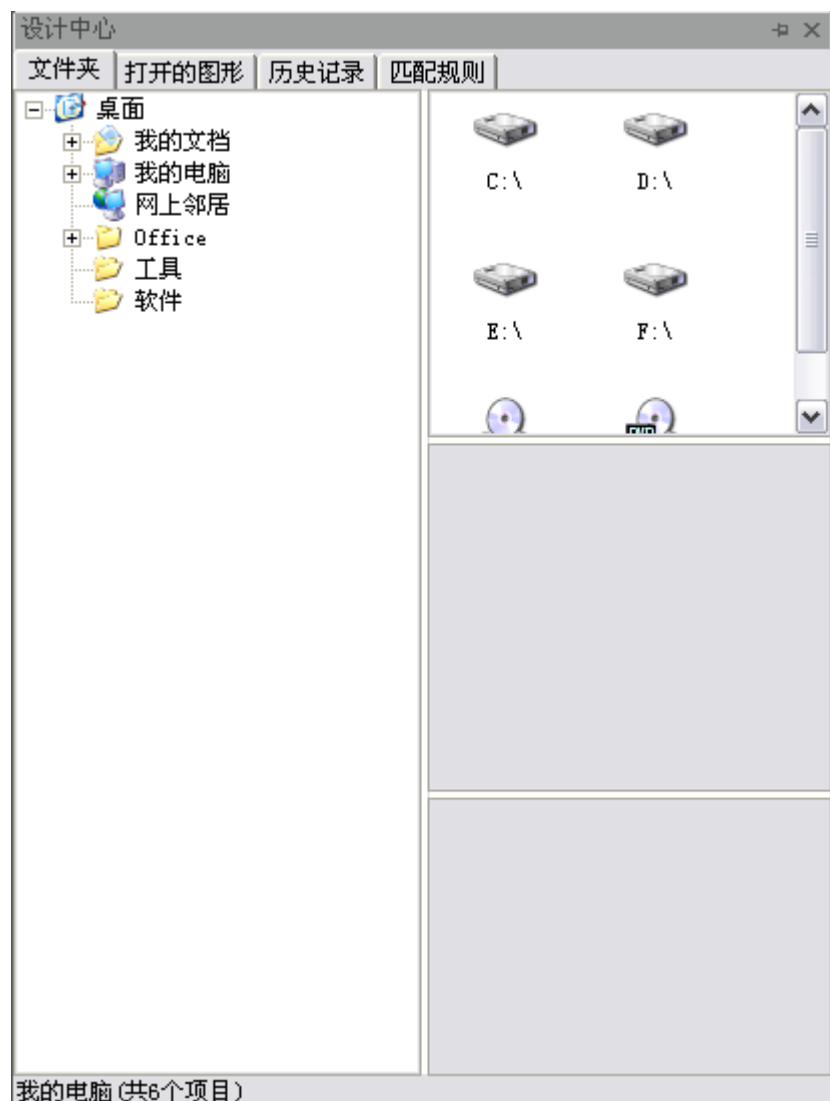 设计中心
文件夹 打开的图形 历史记录 匹配规则
桌面
我的文档
我的电脑
网上邻居
Office
工具
软件
C:\ D:\
E:\ F:\
DVD
我的电脑(共6个项目)